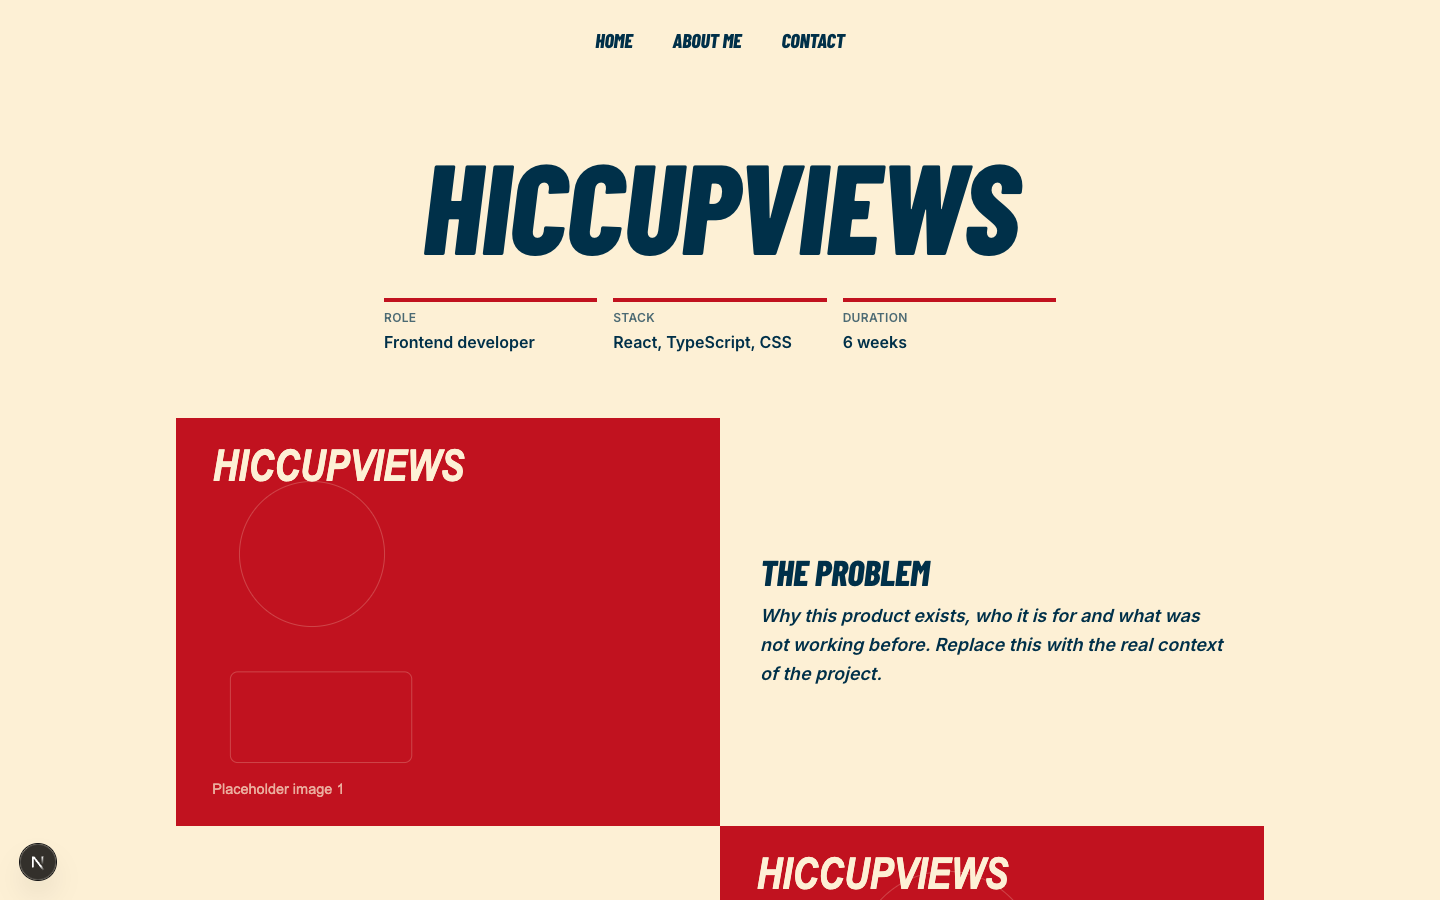 HOME ABOUT ME CONTACT
HICCUPVIEWS
ROLE STACK DURATION
Frontend developer React, TypeScript, CSS 6 weeks
HICCUPVIEWS
THE PROBLEM
Why this product exists, who it is for and what was
not working before. Replace this with the real context
of the project.
Placeholder image 1
N
HICCUPVIEWS